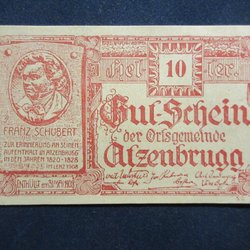 Hel 10 ler.
Gut-Schein
der Ortsgemeinde
Atzenbrugg
FRANZ SCHUBERT
ZUR ERINNERUNG AN SEINEN
AUFENTHALT IN ATZENBRUGG
IN DEN JAHREN 1820-1828